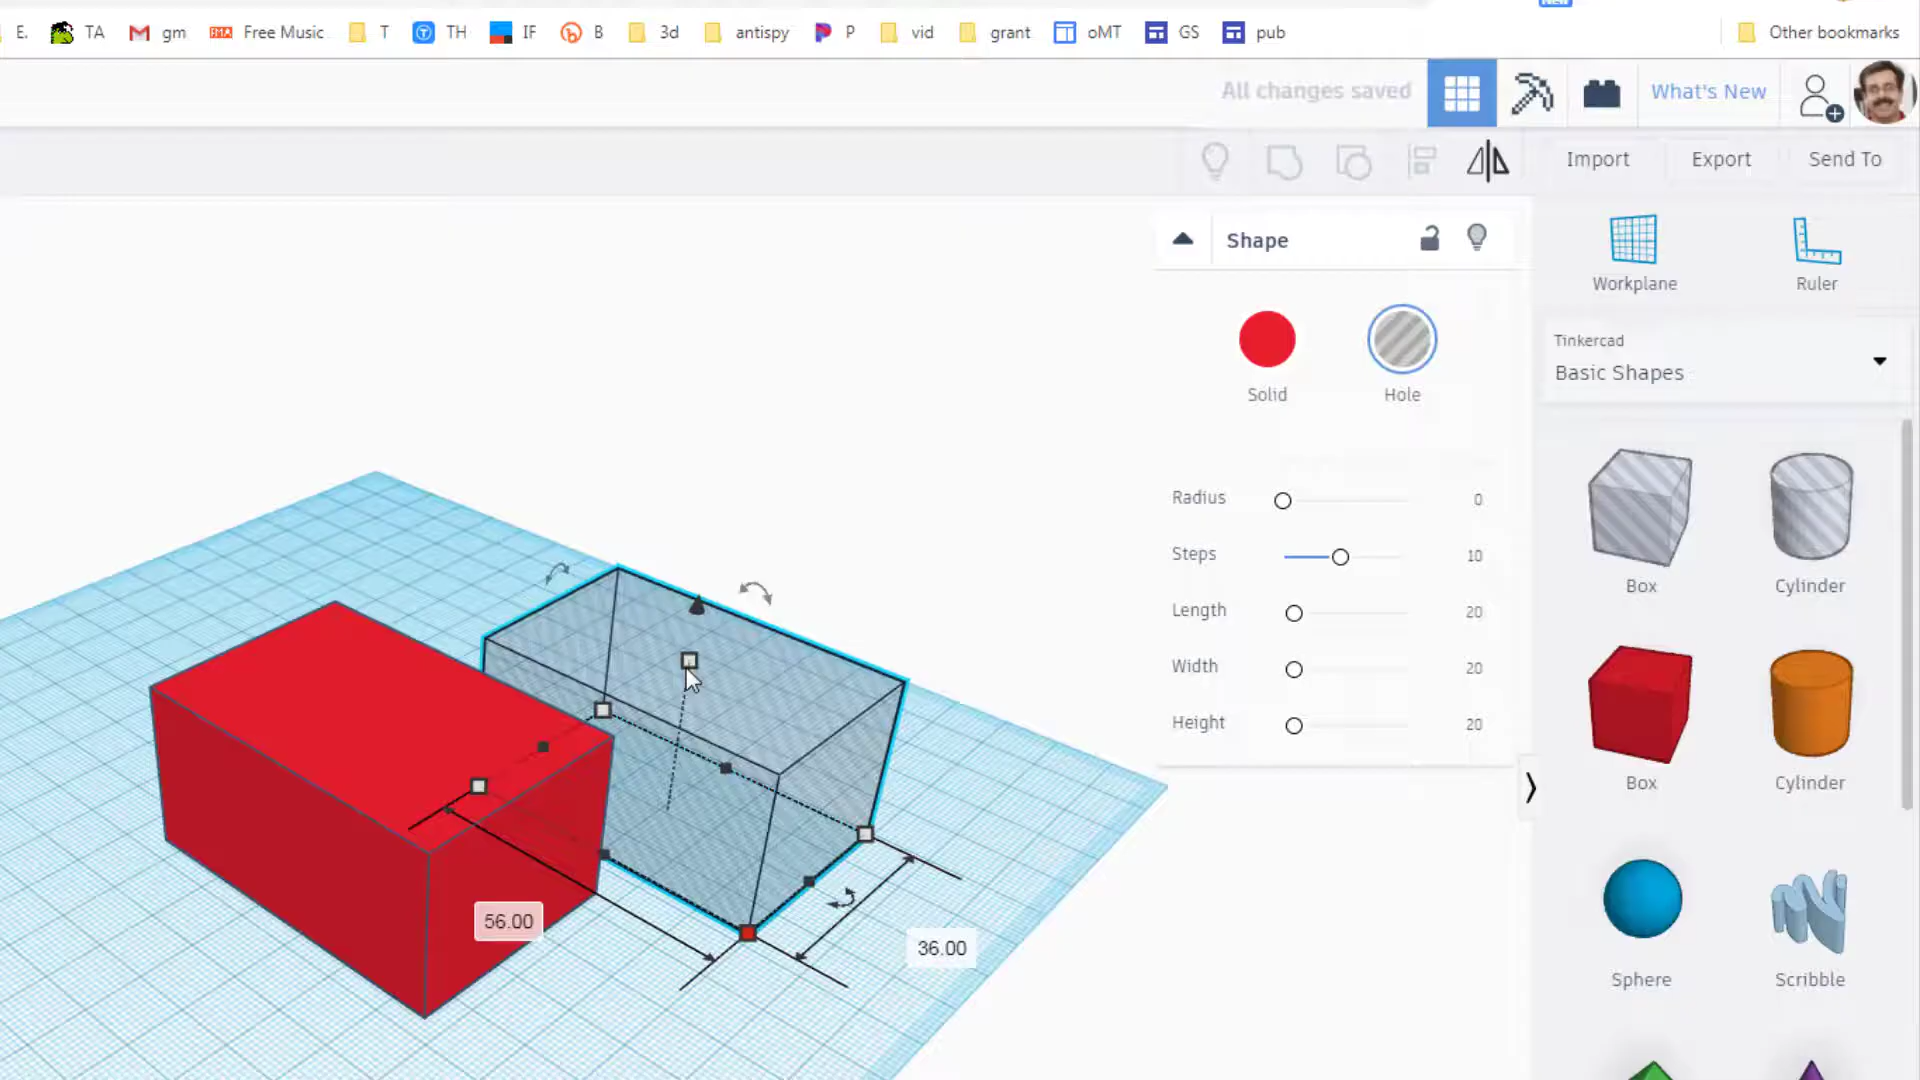 New
E. TA gm FMA Free Music T TH IF B 3d antispy P vid grant oMT GS pub Other bookmarks
All changes saved What's New
Import Export Send To
Shape
Workplane Ruler
Solid Hole
Tinkercad
Basic Shapes
Radius 0
Steps 10
Length 20
Width 20
Height 20
Box Cylinder
Box Cylinder
Sphere Scribble
56.00
36.00